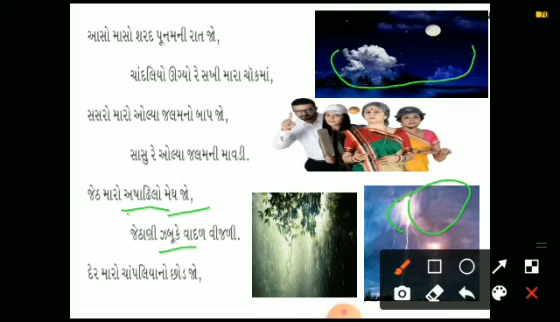 આસો માસો શરદ પૂનમની રાત જો,
ચાંદલિયો ઊગ્યો રે સખી મારા ચૉકમાં,
સસરો મારો ઓલ્યા જલમનો બાપ જો,
સાસુ રે ઓલ્યા જલમની માવડી.
જેઠ મારો અષાઢિલો મેઘ જો,
જેઠાણી ઝબૂકે વાદળ વીજળી.
દેર મારો ચાંપલિયાનો છોડ જો,